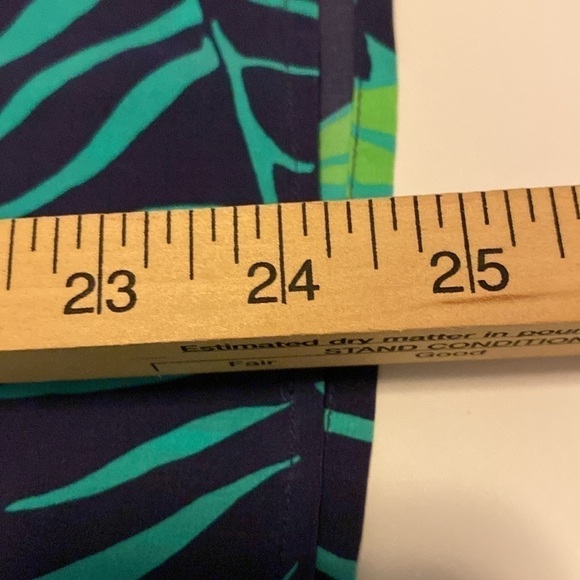 23 24 25
Estimated dry matter in pou
STAND CONDITION
Fair Good